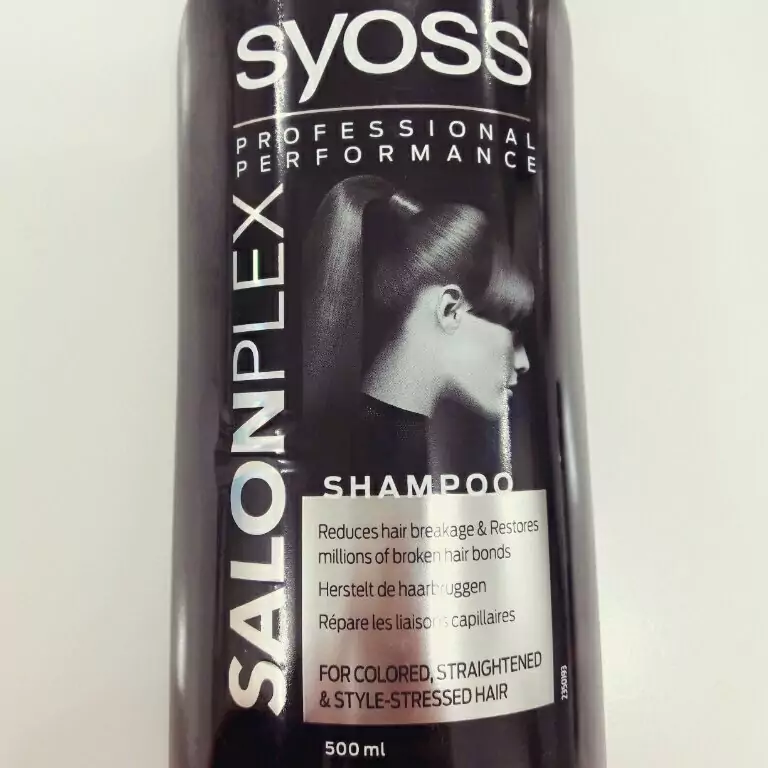 syoss
PROFESSIONAL
PERFORMANCE
SALONPLEX
SHAMPOO
Reduces hair breakage & Restores
millions of broken hair bonds
Herstelt de haarbruggen
Répare les liaisons capillaires
FOR COLORED, STRAIGHTENED
& STYLE-STRESSED HAIR
2350193
500 ml